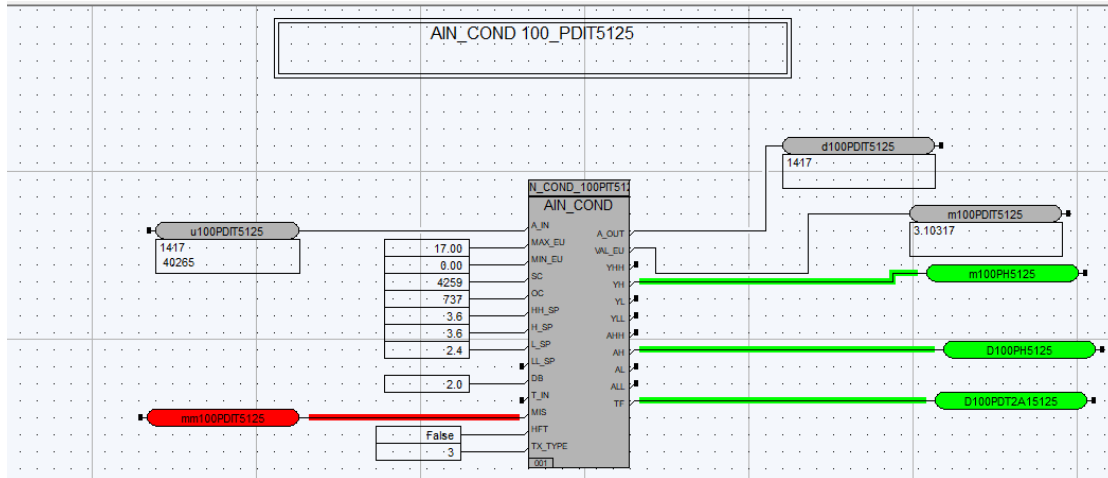 AIN_COND 100_PDIT5125
d100PDIT5125
1417
N_COND_100PIT512
AIN_COND
m100PDIT5125
3.10317
u100PDIT5125
1417
40265
A_IN
A_OUT
17.00
MAX_EU
VAL_EU
0.00
MIN_EU
YHH
m100PH5125
4259
SC
YH
737
OC
YL
3.6
HH_SP
YLL
3.6
H_SP
AHH
2.4
L_SP
AH
D100PH5125
LL_SP
AL
2.0
DB
ALL
T_IN
TF
D100PDT2A15125
mm100PDIT5125
MIS
False
HFT
3
TX_TYPE
001